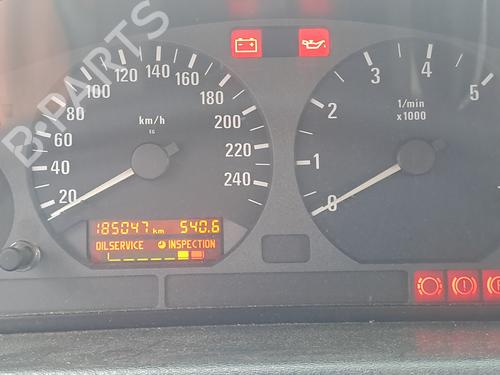 B-PARTS
20 40 60 80 100 120 140 160 180 200 220 240
km/h
EG
0 1 2 3 4 5
1/min
x1000
185047 km 540.6
OILSERVICE INSPECTION
P